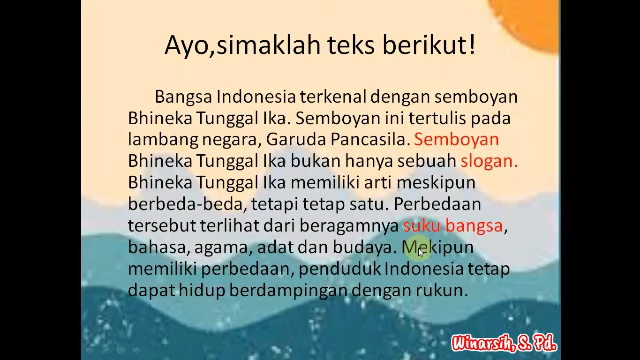 Ayo,simaklah teks berikut!
Bangsa Indonesia terkenal dengan semboyan
Bhineka Tunggal Ika. Semboyan ini tertulis pada
lambang negara, Garuda Pancasila. Semboyan
Bhineka Tunggal Ika bukan hanya sebuah slogan.
Bhineka Tunggal Ika memiliki arti meskipun
berbeda-beda, tetapi tetap satu. Perbedaan
tersebut terlihat dari beragamnya suku bangsa,
bahasa, agama, adat dan budaya. Mekipun
memiliki perbedaan, penduduk Indonesia tetap
dapat hidup berdampingan dengan rukun.
Winarsih, S. Pd.